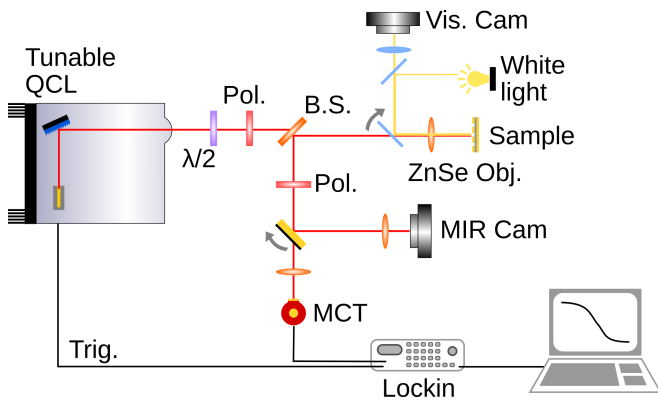 Vis. Cam
Tunable
QCL
White
light
Pol.
B.S.
λ/2
Sample
ZnSe Obj.
Pol.
MIR Cam
MCT
Trig.
Lockin